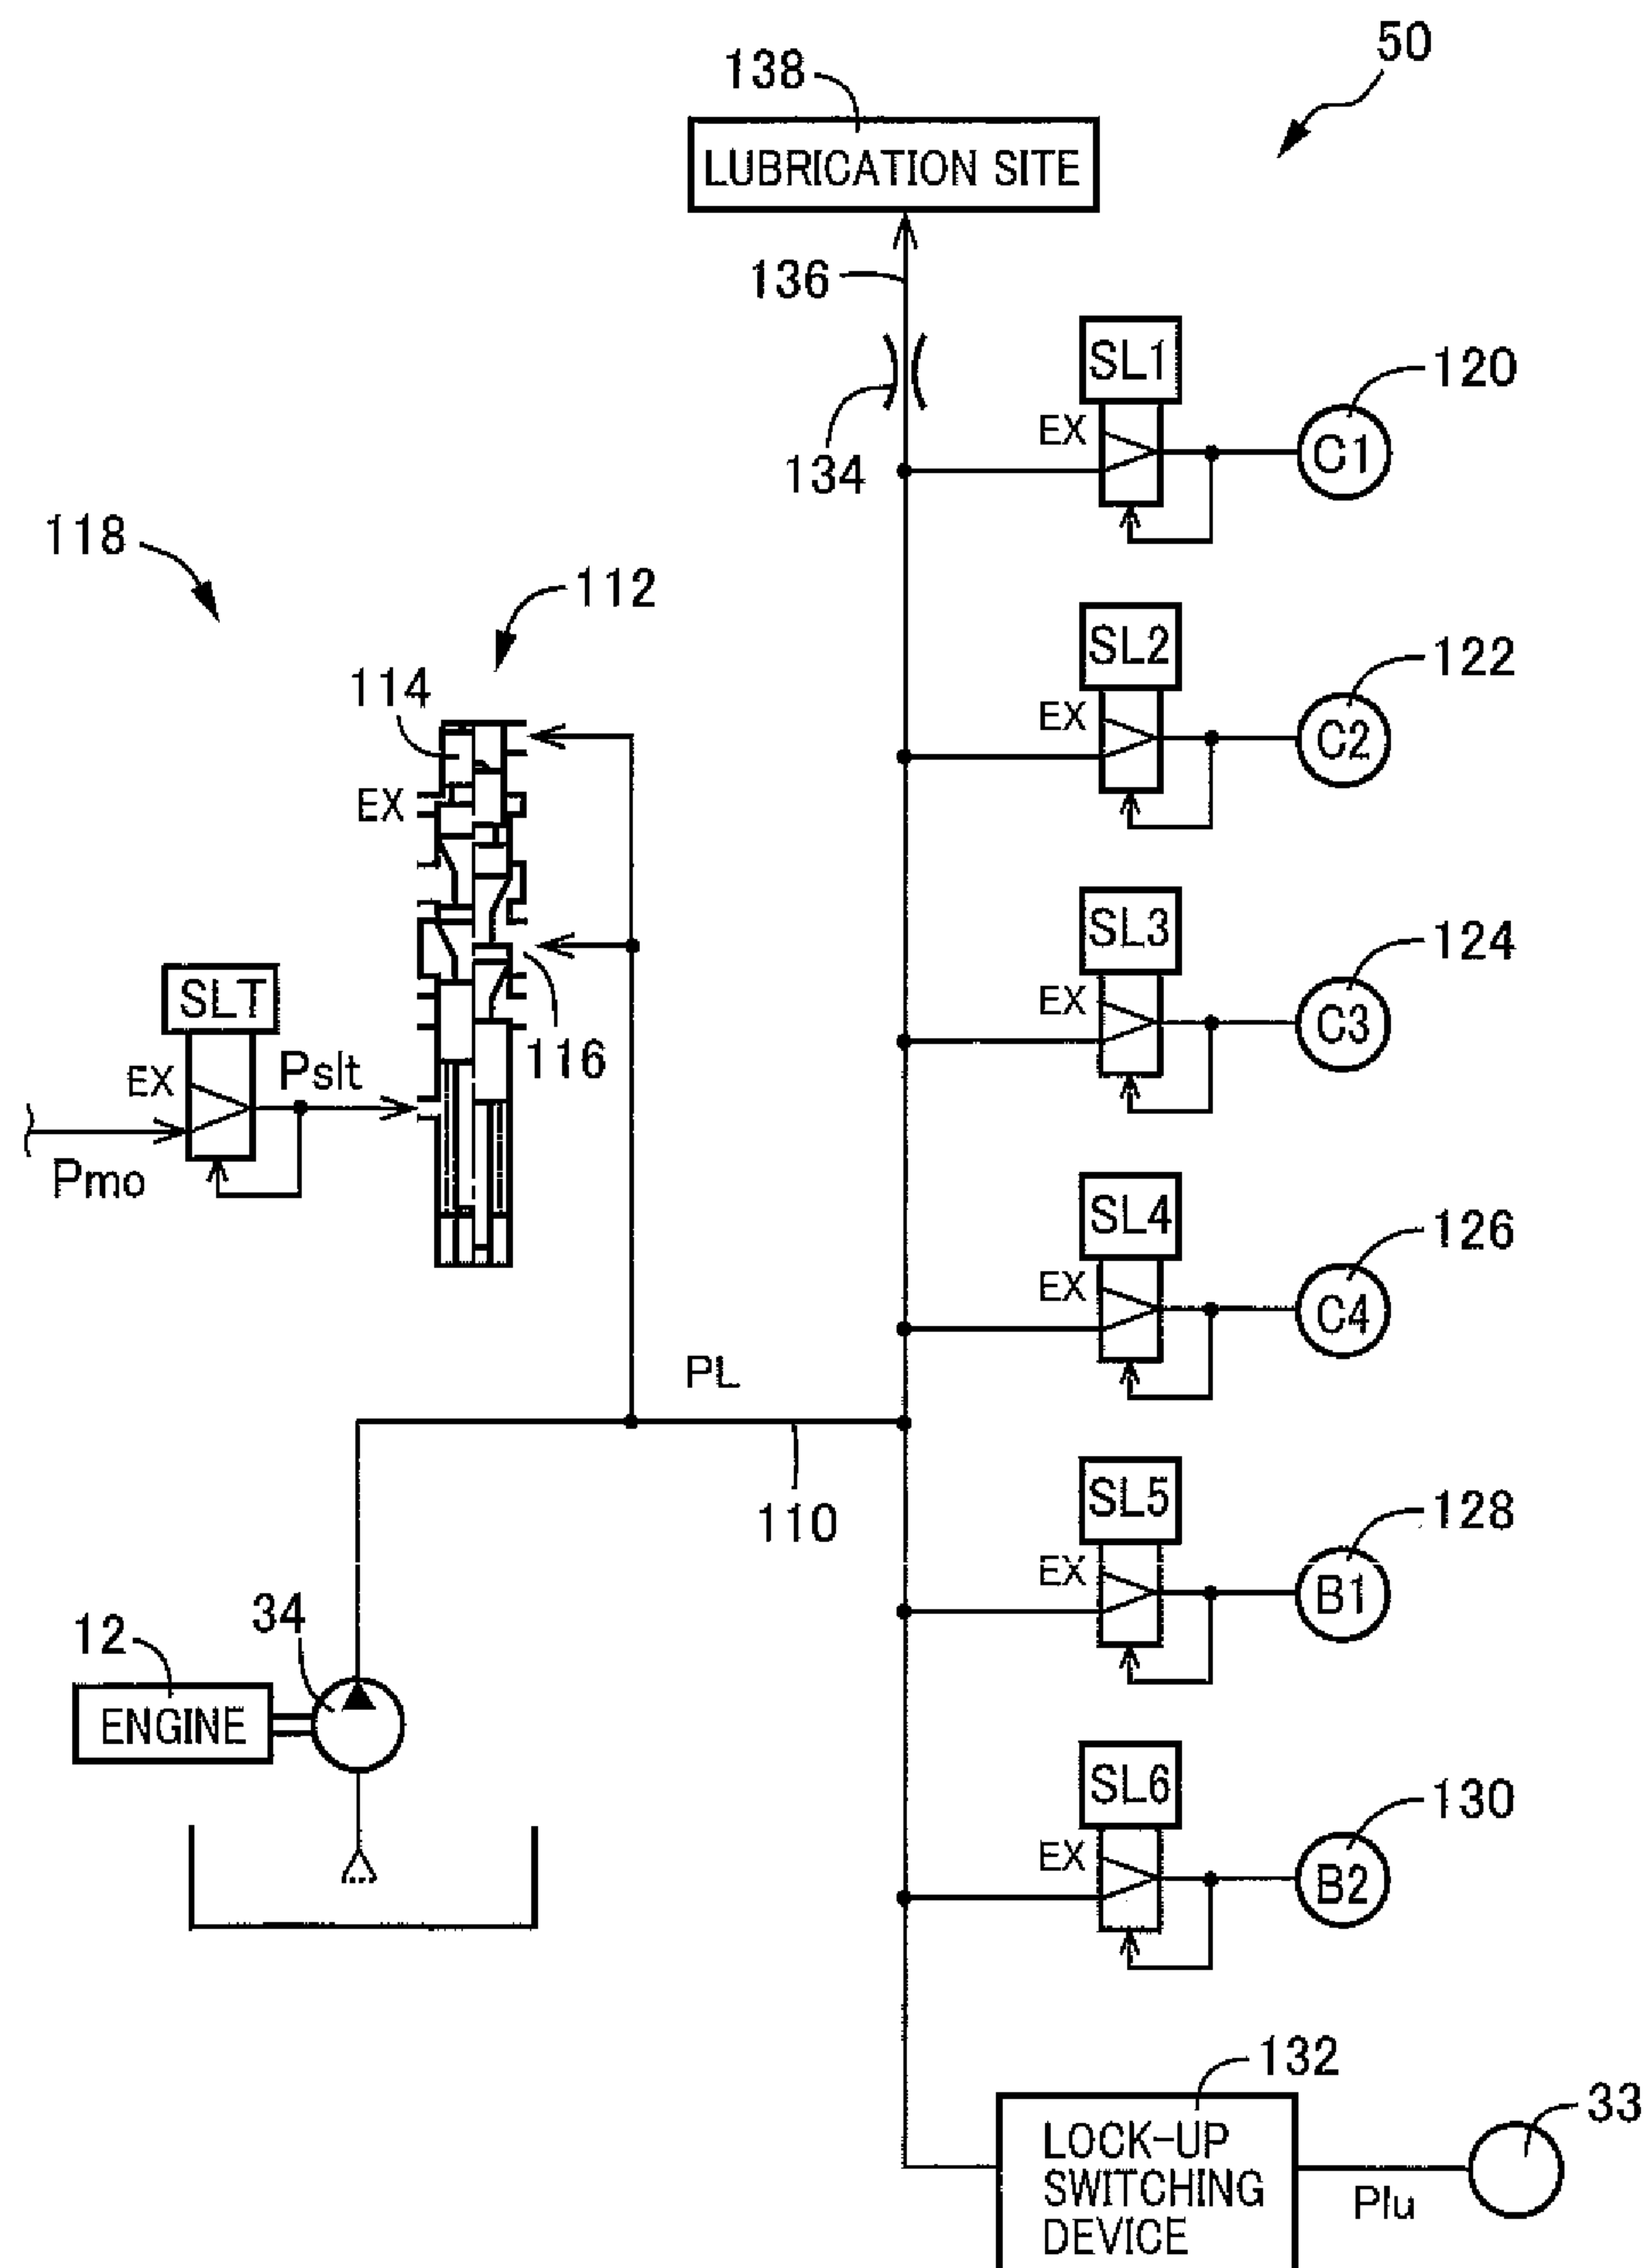 50
138
LUBRICATION SITE
136
134
SL1
EX
120
C1
118
112
114
EX
116
SLT
EX
Pslt
Pmo
SL2
EX
122
C2
SL3
EX
124
C3
SL4
EX
126
C4
PL
110
SL5
EX
128
B1
12
ENGINE
34
SL6
EX
130
B2
132
LOCK-UP
SWITCHING
DEVICE
Plu
33